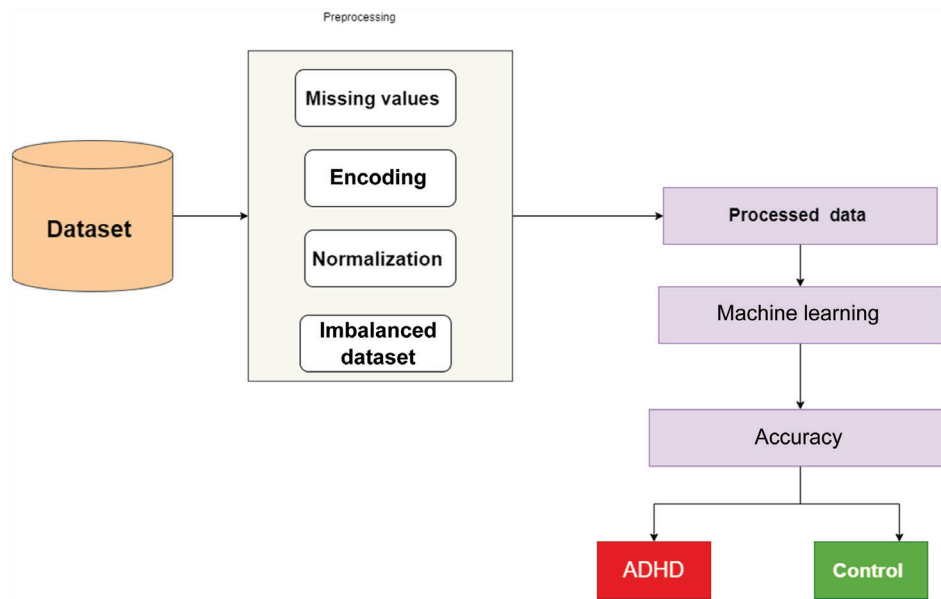 Preprocessing
Missing values
Encoding
Dataset
Normalization
Imbalanced
dataset
Processed data
Machine learning
Accuracy
ADHD
Control